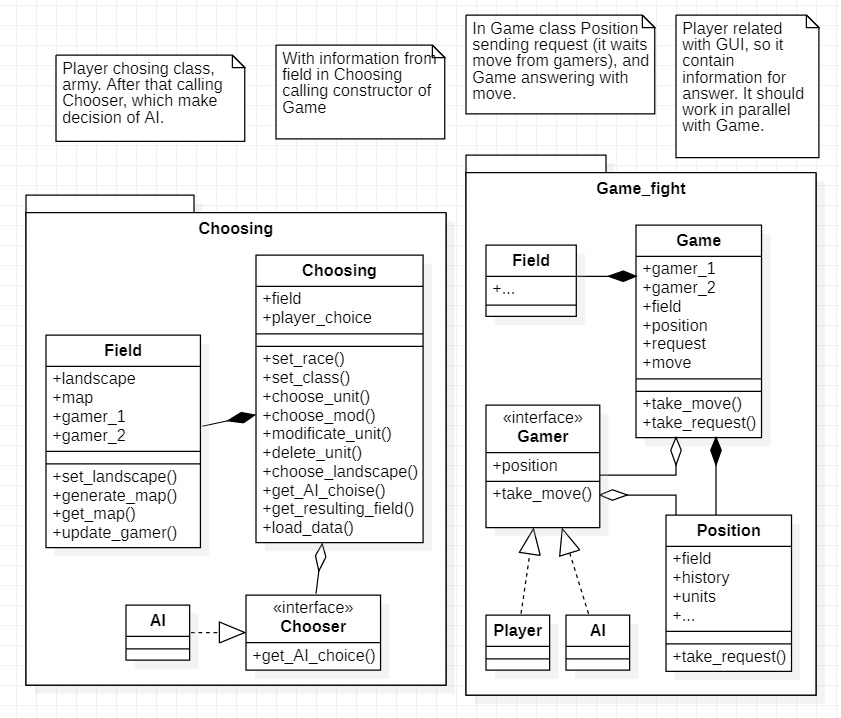 Player chosing class,
army. After that calling
Chooser, which make
decision of AI.
With information from
field in Choosing
calling constructor of
Game
In Game class Position
sending request (it waits
move from gamers), and
Game answering with
move.
Player related
with GUI, so it
contain
information for
answer. It should
work in parallel
with Game.
Choosing
Choosing
+field
+player_choice
+set_race()
+set_class()
+choose_unit()
+choose_mod()
+modificate_unit()
+delete_unit()
+choose_landscape()
+get_AI_choise()
+get_resulting_field()
+load_data()
Field
+landscape
+map
+gamer_1
+gamer_2
+set_landscape()
+generate_map()
+get_map()
+update_gamer()
AI
«interface»
Chooser
+get_AI_choice()
Game_fight
Field
+...
Game
+gamer_1
+gamer_2
+field
+position
+request
+move
+take_move()
+take_request()
«interface»
Gamer
+position
+take_move()
Position
+field
+history
+units
+...
+take_request()
Player
AI